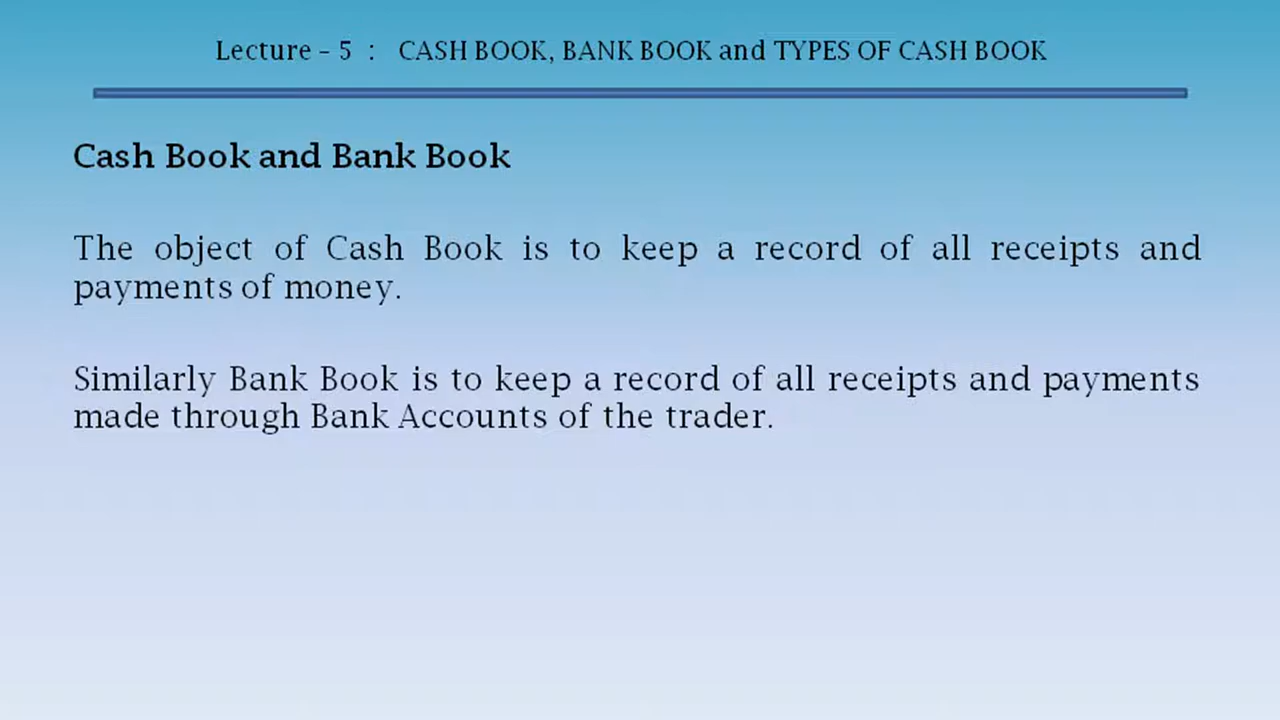 Lecture – 5 : CASH BOOK, BANK BOOK and TYPES OF CASH BOOK
Cash Book and Bank Book
The object of Cash Book is to keep a record of all receipts and
payments of money.
Similarly Bank Book is to keep a record of all receipts and payments
made through Bank Accounts of the trader.